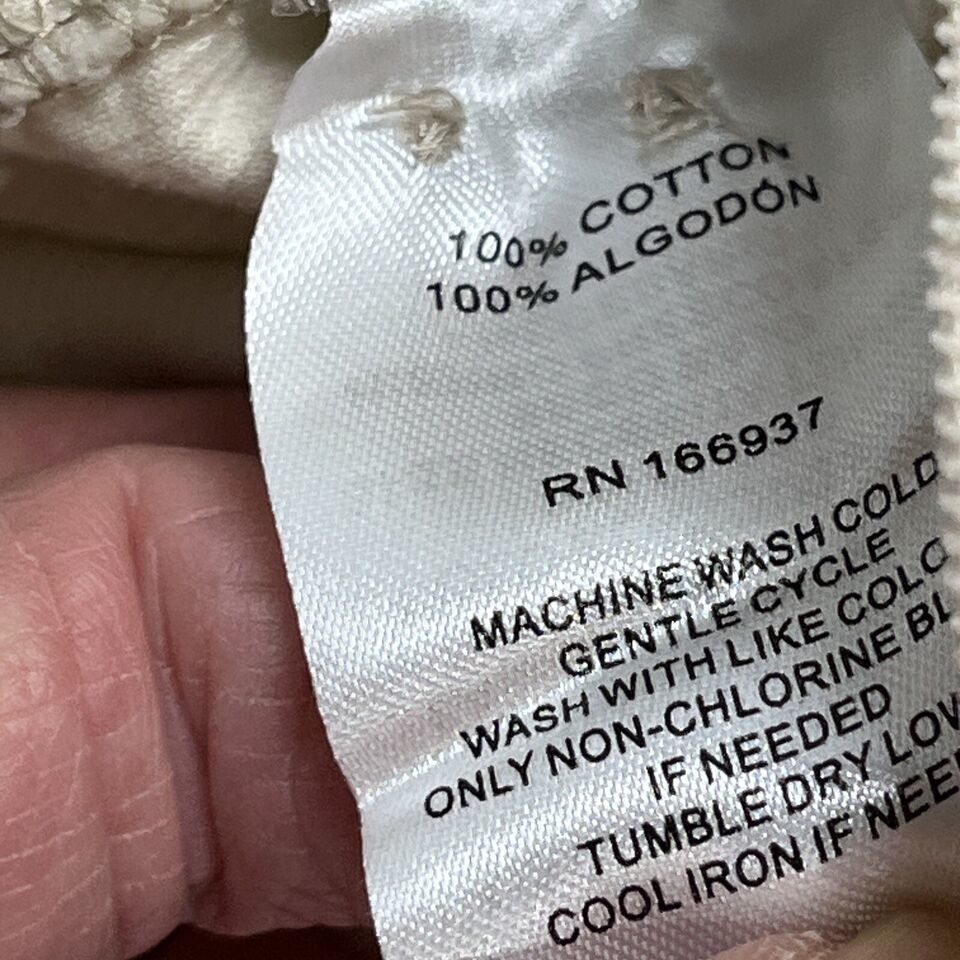 100% COTTON
100% ALGODÓN
RN 166937
MACHINE WASH COLD
GENTLE CYCLE
WASH WITH LIKE
ONLY NON-CHLORINE
IF NEEDED
TUMBLE DRY
COOL IRON IF